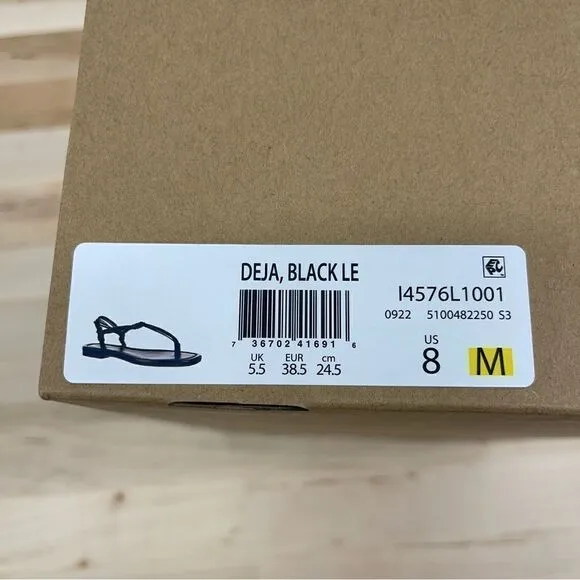 DEJA, BLACK LE
I4576L1001
0922 5100482250 S3
7 36702 41691 6
UK EUR cm
5.5 38.5 24.5
US
8 M